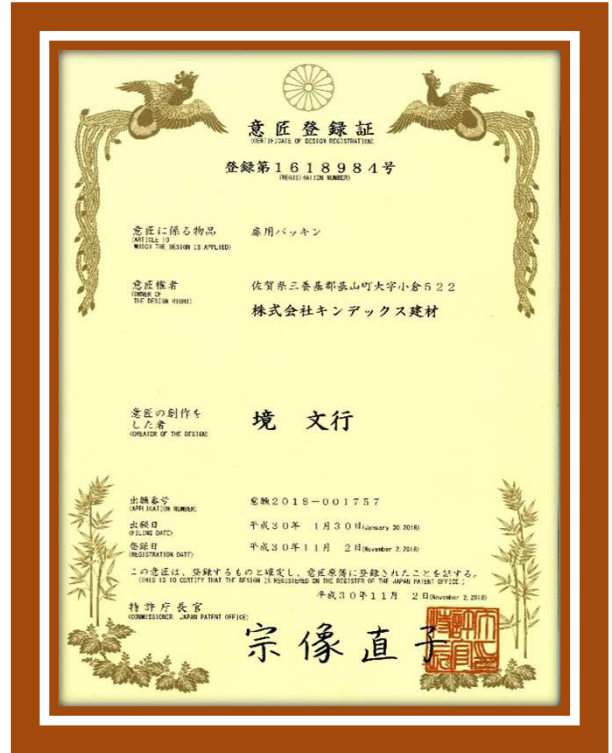 意匠登録証
(CERTIFICATE OF DESIGN REGISTRATION)
登録第1618984号
(REGISTRATION NUMBER)
意匠に係る物品
(ARTICLE TO
WHICH THE DESIGN IS APPLIED)
扉用パッキン
意匠権者
(OWNER OF
THE DESIGN RIGHT)
佐賀県三養基郡基山町大字小倉522
株式会社キンデックス建材
意匠の創作を
した者
(CREATOR OF THE DESIGN)
境 文行
出願番号
(APPLICATION NUMBER)
意願2018-001757
出願日
(FILING DATE)
平成30年 1月30日(January 30,2018)
登録日
(REGISTRATION DATE)
平成30年11月 2日(November 2,2018)
この意匠は、登録するものと確定し、意匠原簿に登録されたことを証する。
(THIS IS TO CERTIFY THAT THE DESIGN IS REGISTERED ON THE REGISTER OF THE JAPAN PATENT OFFICE.)
平成30年11月 2日(November 2,2018)
特許庁長官
(COMMISSIONER, JAPAN PATENT OFFICE)
宗像直子